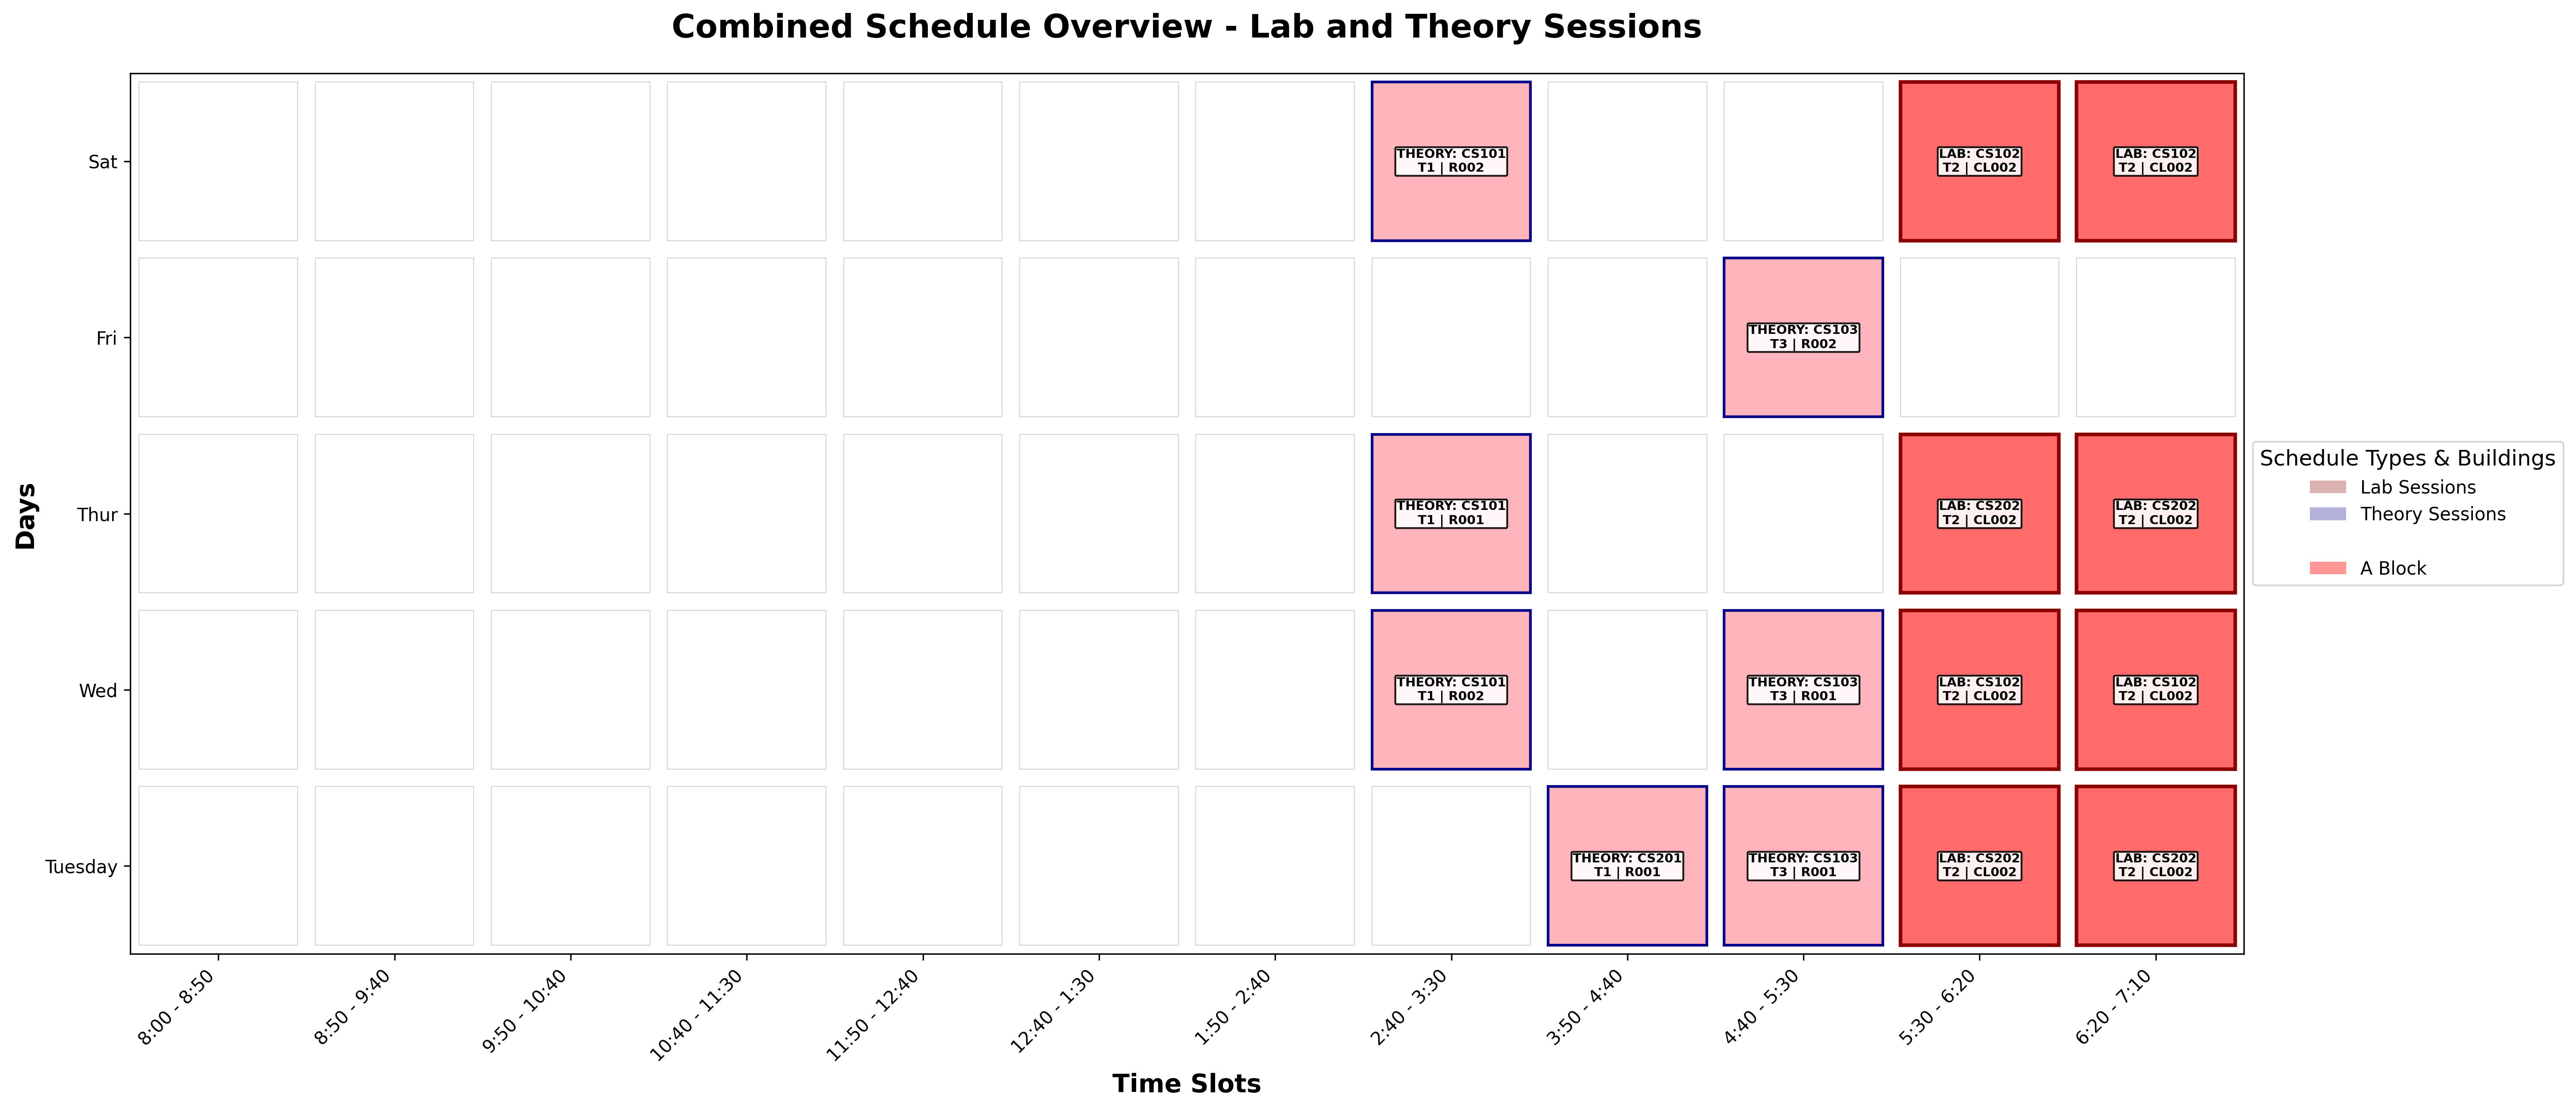 Combined Schedule Overview - Lab and Theory Sessions
Days
Sat
THEORY: CS101
T1 | R002
LAB: CS102
T2 | CL002
LAB: CS102
T2 | CL002
Fri
THEORY: CS103
T3 | R002
Thur
THEORY: CS101
T1 | R001
LAB: CS202
T2 | CL002
LAB: CS202
T2 | CL002
Wed
THEORY: CS101
T1 | R002
THEORY: CS103
T3 | R001
LAB: CS102
T2 | CL002
LAB: CS102
T2 | CL002
Tuesday
THEORY: CS201
T1 | R001
THEORY: CS103
T3 | R001
LAB: CS202
T2 | CL002
LAB: CS202
T2 | CL002
8:00 - 8:50
8:50 - 9:40
9:50 - 10:40
10:40 - 11:30
11:50 - 12:40
12:40 - 1:30
1:50 - 2:40
2:40 - 3:30
3:50 - 4:40
4:40 - 5:30
5:30 - 6:20
6:20 - 7:10
Time Slots
Schedule Types & Buildings
Lab Sessions
Theory Sessions
A Block